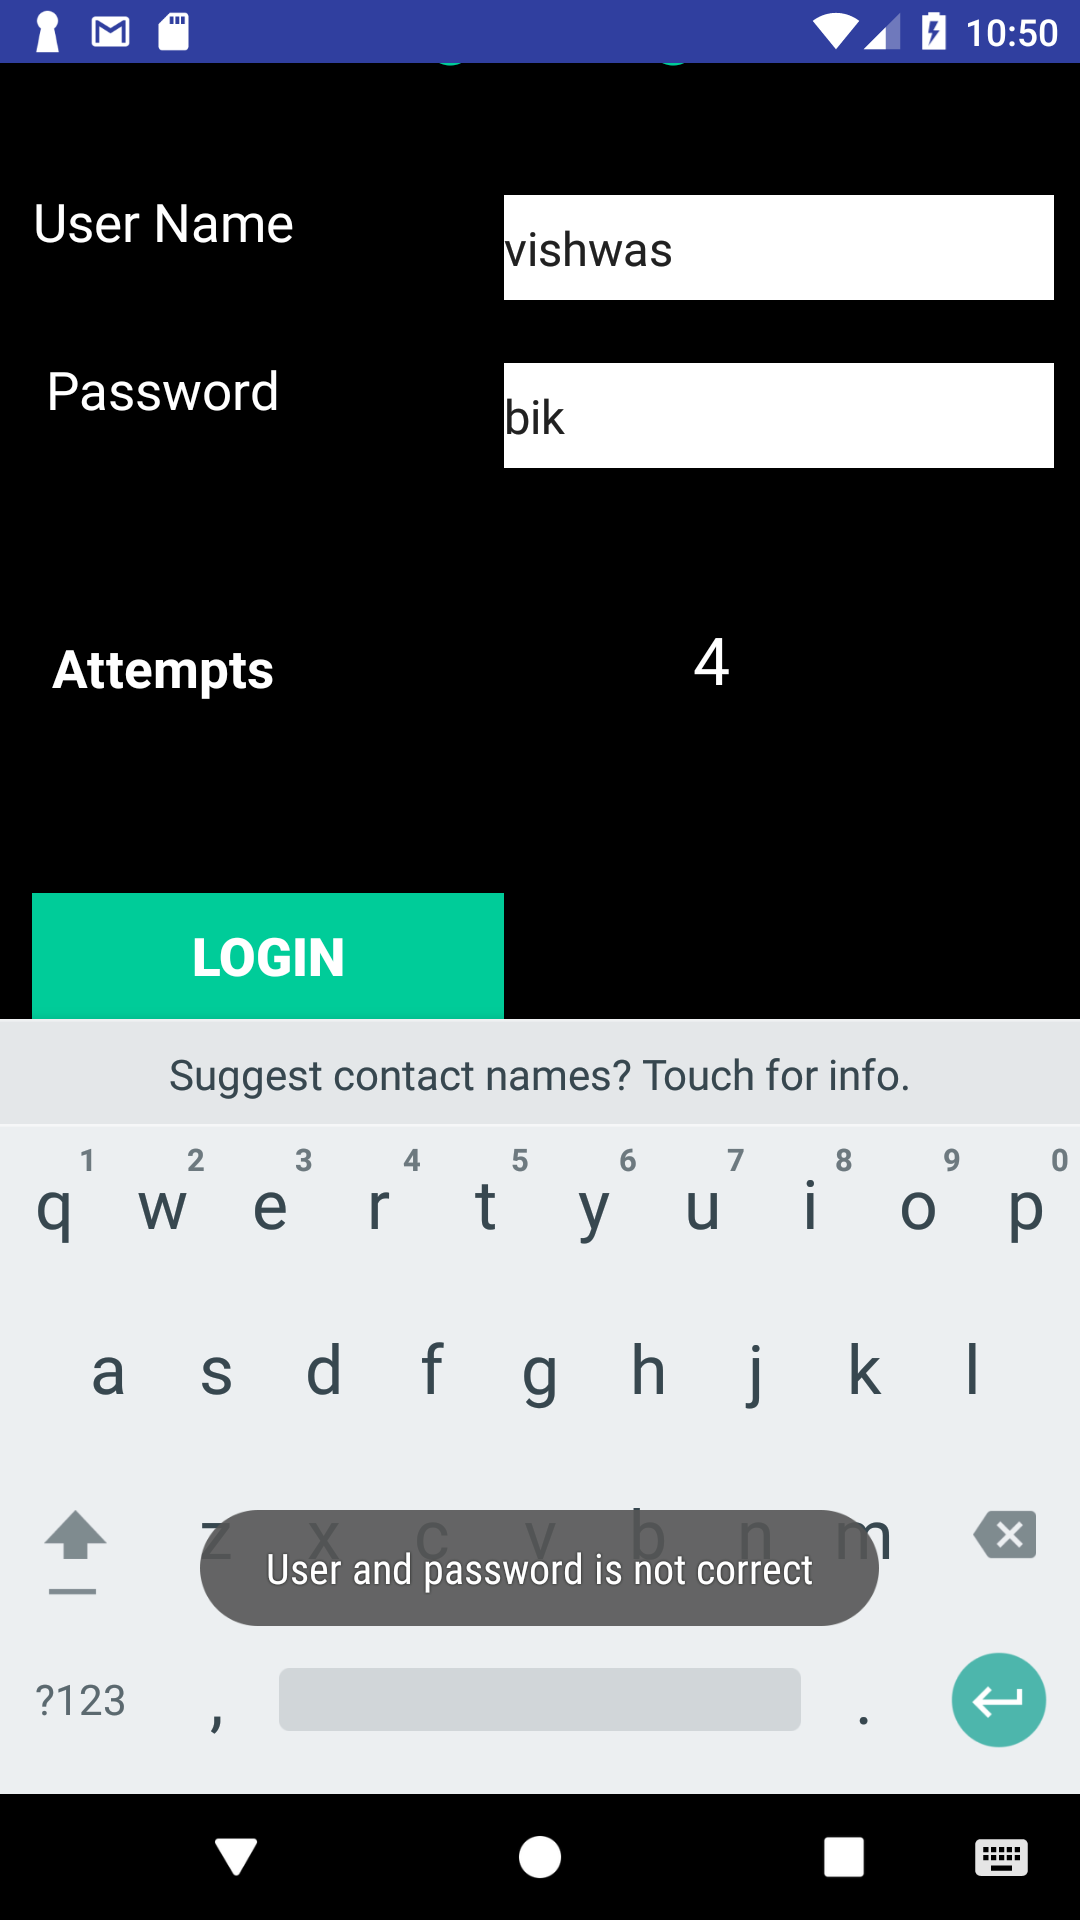 10:50
User Name
vishwas
Password
bik
Attempts
4
LOGIN
Suggest contact names? Touch for info.
1 2 3 4 5 6 7 8 9 0
q w e r t y u i o p
a s d f g h j k l
z x c v b n m
User and password is not correct
?123 , .